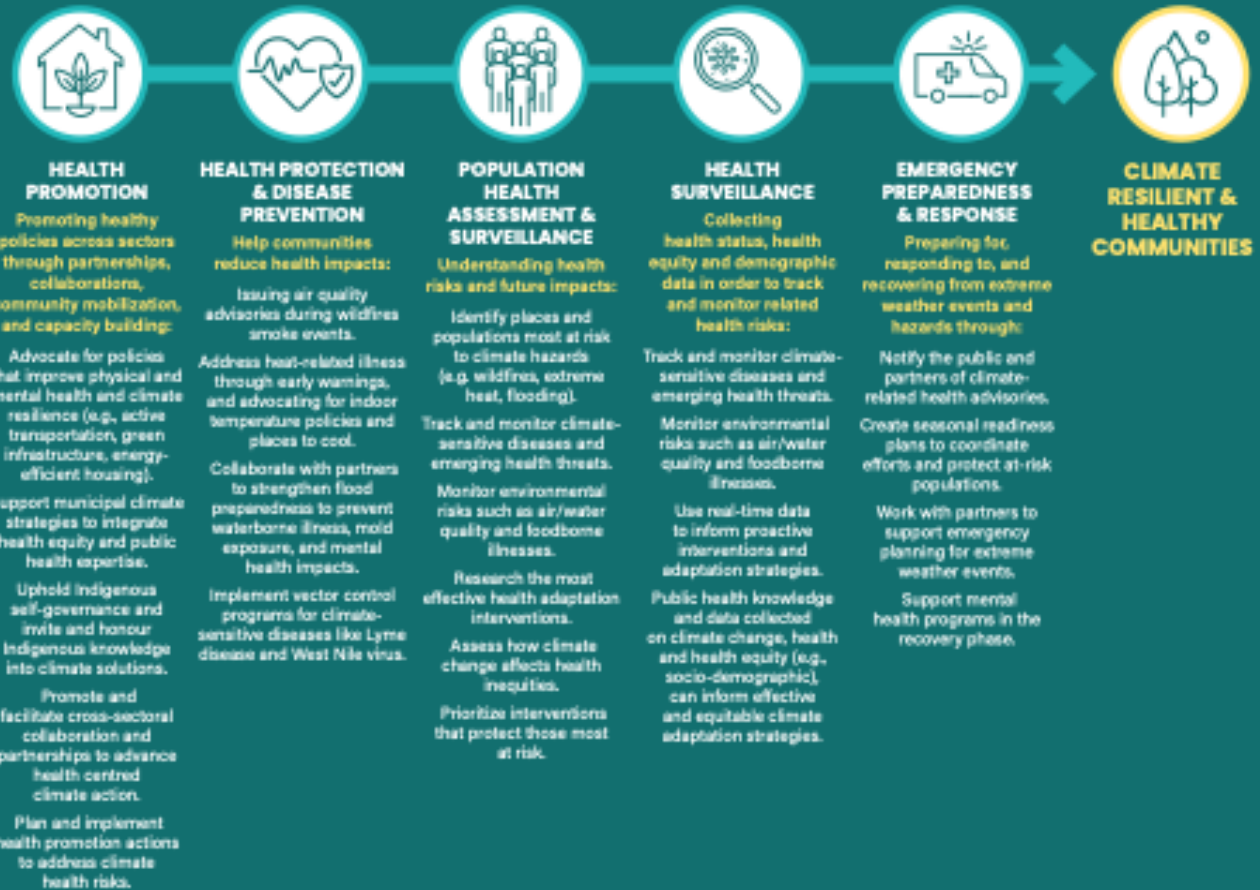 HEALTH
PROMOTION
Promoting healthy
policies across sectors
through partnerships,
collaborations,
community mobilization,
and capacity building:
Advocate for policies
hat improve physical and
mental health and climate
resilience (e.g., active
transportation, green
infrastructure, energy-
efficient housing).
upport municipal climate
strategies to integrate
health equity and public
health expertise.
Uphold Indigenous
self-governance and
invite and honour
Indigenous knowledge
into climate solutions.
Promote and
facilitate cross-sectoral
collaboration and
partnerships to advance
health centred
climate action.
Plan and implement
health promotion actions
to address climate
health risks.
HEALTH PROTECTION
& DISEASE
PREVENTION
Help communities
reduce health impacts:
Issuing air quality
advisories during wildfires
smoke events.
Address heat-related illness
through early warnings,
and advocating for indoor
temperature policies and
places to cool.
Collaborate with partners
to strengthen flood
preparedness to prevent
waterborne illness, mold
exposure, and mental
health impacts.
Implement vector control
programs for climate-
sensitive diseases like Lyme
disease and West Nile virus.
POPULATION
HEALTH
ASSESSMENT &
SURVEILLANCE
Understanding health
risks and future impacts:
Identify places and
populations most at risk
to climate hazards
(e.g. wildfires, extreme
heat, flooding).
Track and monitor climate-
sensitive diseases and
emerging health threats.
Monitor environmental
risks such as air/water
quality and foodborne
illnesses.
Research the most
effective health adaptation
interventions.
Assess how climate
change affects health
inequities.
Prioritize interventions
that protect those most
at risk.
HEALTH
SURVEILLANCE
Collecting
health status, health
equity and demographic
data in order to track
and monitor related
health risks:
Track and monitor climate-
sensitive diseases and
emerging health threats.
Monitor environmental
risks such as air/water
quality and foodborne
illnesses.
Use real-time data
to inform proactive
interventions and
adaptation strategies.
Public health knowledge
and data collected
on climate change, health
and health equity (e.g.,
socio-demographic),
can inform effective
and equitable climate
adaptation strategies.
EMERGENCY
PREPAREDNESS
& RESPONSE
Preparing for,
responding to, and
recovering from extreme
weather events and
hazards through:
Notify the public and
partners of climate-
related health advisories.
Create seasonal readiness
plans to coordinate
efforts and protect at-risk
populations.
Work with partners to
support emergency
planning for extreme
weather events.
Support mental
health programs in the
recovery phase.
CLIMATE
RESILIENT &
HEALTHY
COMMUNITIES